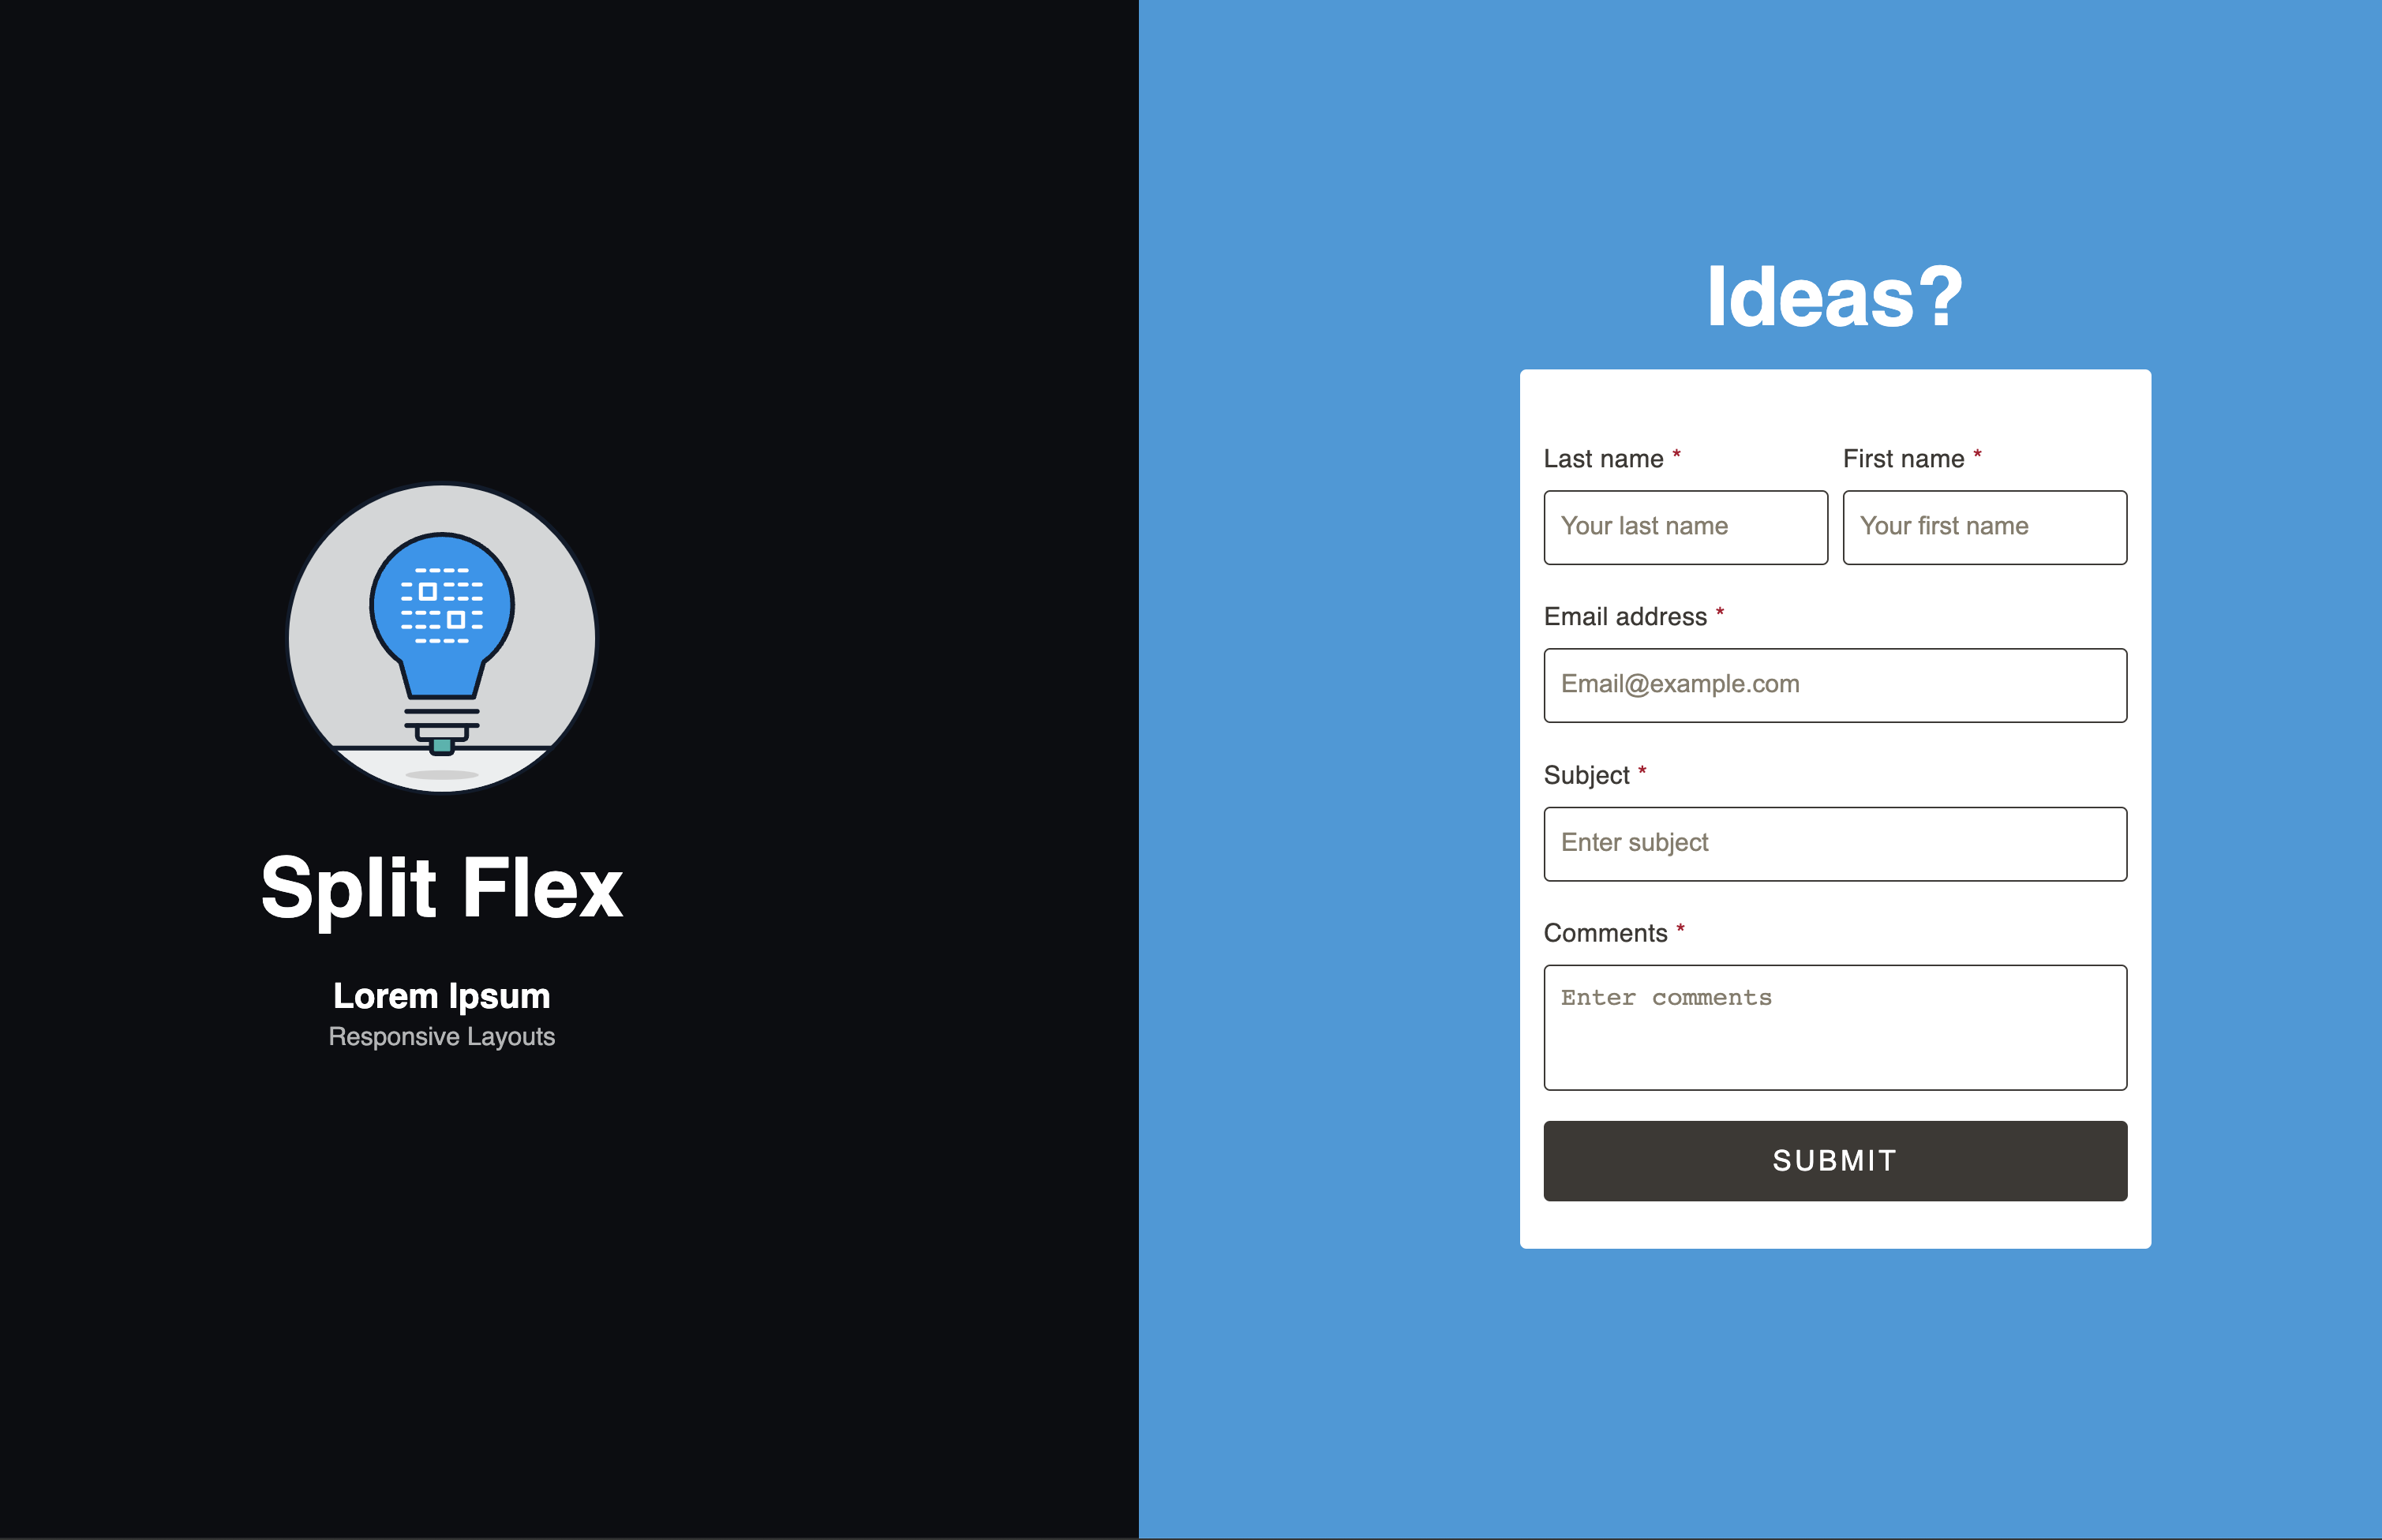 Split Flex
Lorem Ipsum
Responsive Layouts
Ideas?
Last name * First name *
Your last name Your first name
Email address *
Email@example.com
Subject *
Enter subject
Comments *
Enter comments
SUBMIT